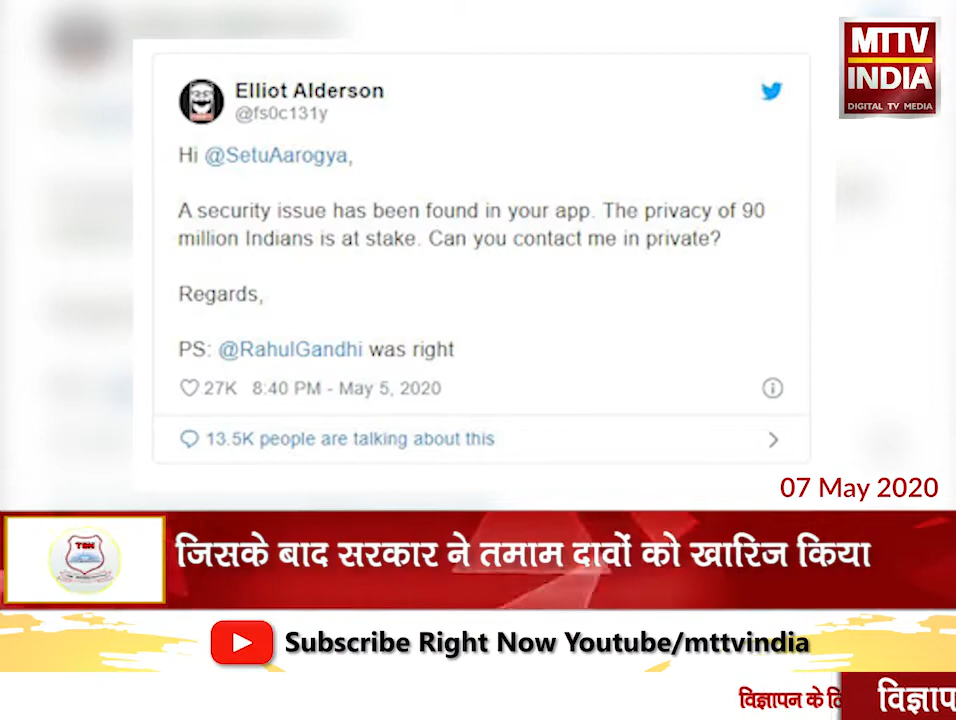 MTTV
INDIA
DIGITAL TV MEDIA
Elliot Alderson
@fs0c131y
Hi @SetuAarogya,
A security issue has been found in your app. The privacy of 90
million Indians is at stake. Can you contact me in private?
Regards,
PS: @RahulGandhi was right
27K 8:40 PM - May 5, 2020
13.5K people are talking about this
07 May 2020
TSM
जिसके बाद सरकार ने तमाम दावों को खारिज किया
Subscribe Right Now Youtube/mttvindia
विज्ञापन के